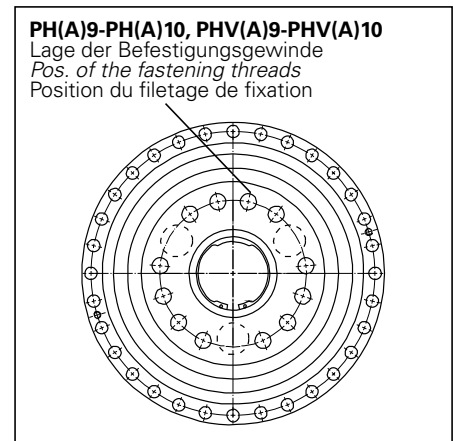 PH(A)9-PH(A)10, PHV(A)9-PHV(A)10
Lage der Befestigungsgewinde
Pos. of the fastening threads
Position du filetage de fixation